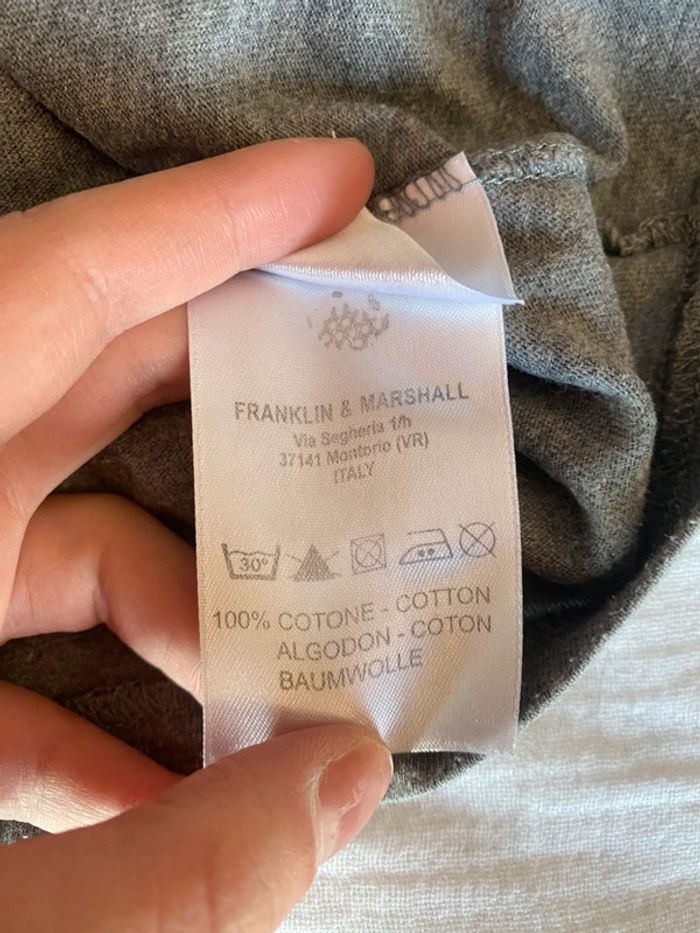 FRANKLIN & MARSHALL
Via Segheria 1/h
37141 Montorio (VR)
ITALY
30°
100% COTONE - COTTON
ALGODON - COTON
BAUMWOLLE